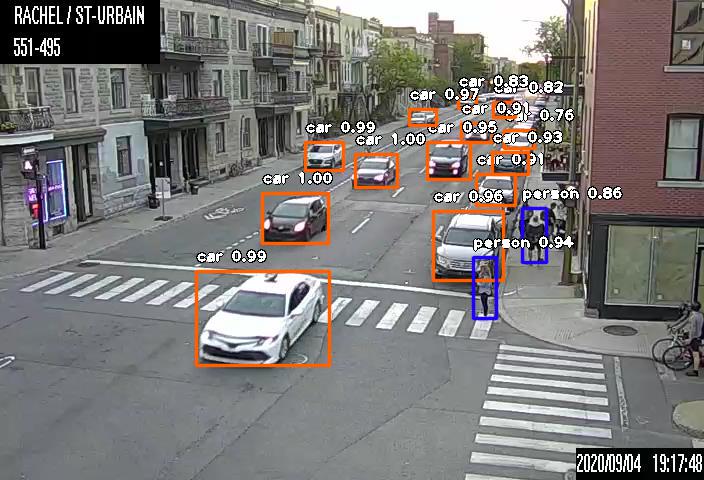 RACHEL / ST-URBAIN
551-495
car 0.83
car 0.82
car 0.97
0.91
0.76
car 0.99
car 1.00
car 0.95
car 0.93
car 0.91
car 1.00
car 0.96
person 0.86
person 0.94
car 0.99
2020/09/04 19:17:48